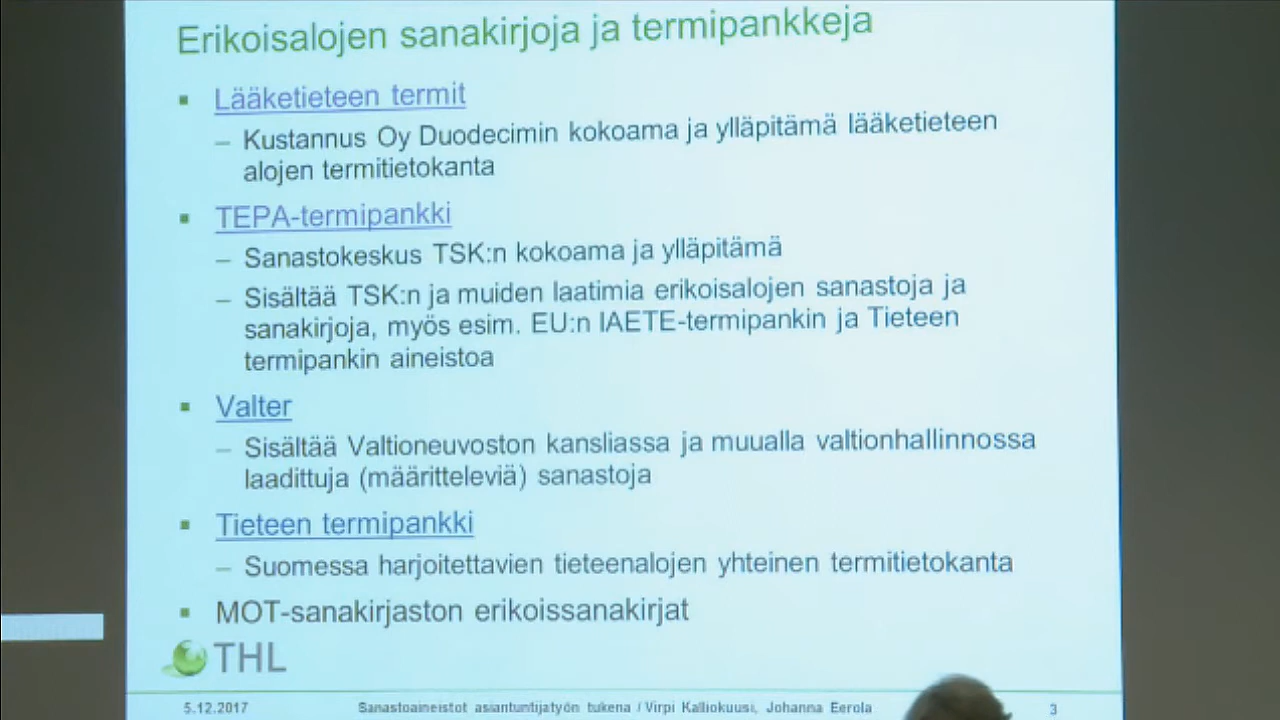 Erikoisalojen sanakirjoja ja termipankkeja
▪ Lääketieteen termit
– Kustannus Oy Duodecimin kokoama ja ylläpitämä lääketieteen
alojen termitietokanta
▪ TEPA-termipankki
– Sanastokeskus TSK:n kokoama ja ylläpitämä
– Sisältää TSK:n ja muiden laatimia erikoisalojen sanastoja ja
sanakirjoja, myös esim. EU:n IAETE-termipankin ja Tieteen
termipankin aineistoa
▪ Valter
– Sisältää Valtioneuvoston kansliassa ja muualla valtionhallinnossa
laadittuja (määritteleviä) sanastoja
▪ Tieteen termipankki
– Suomessa harjoitettavien tieteenalojen yhteinen termitietokanta
▪ MOT-sanakirjaston erikoissanakirjat
THL
5.12.2017 Sanastoaineistot asiantuntijatyön tukena / Virpi Kalliokuusi, Johanna Eerola 3